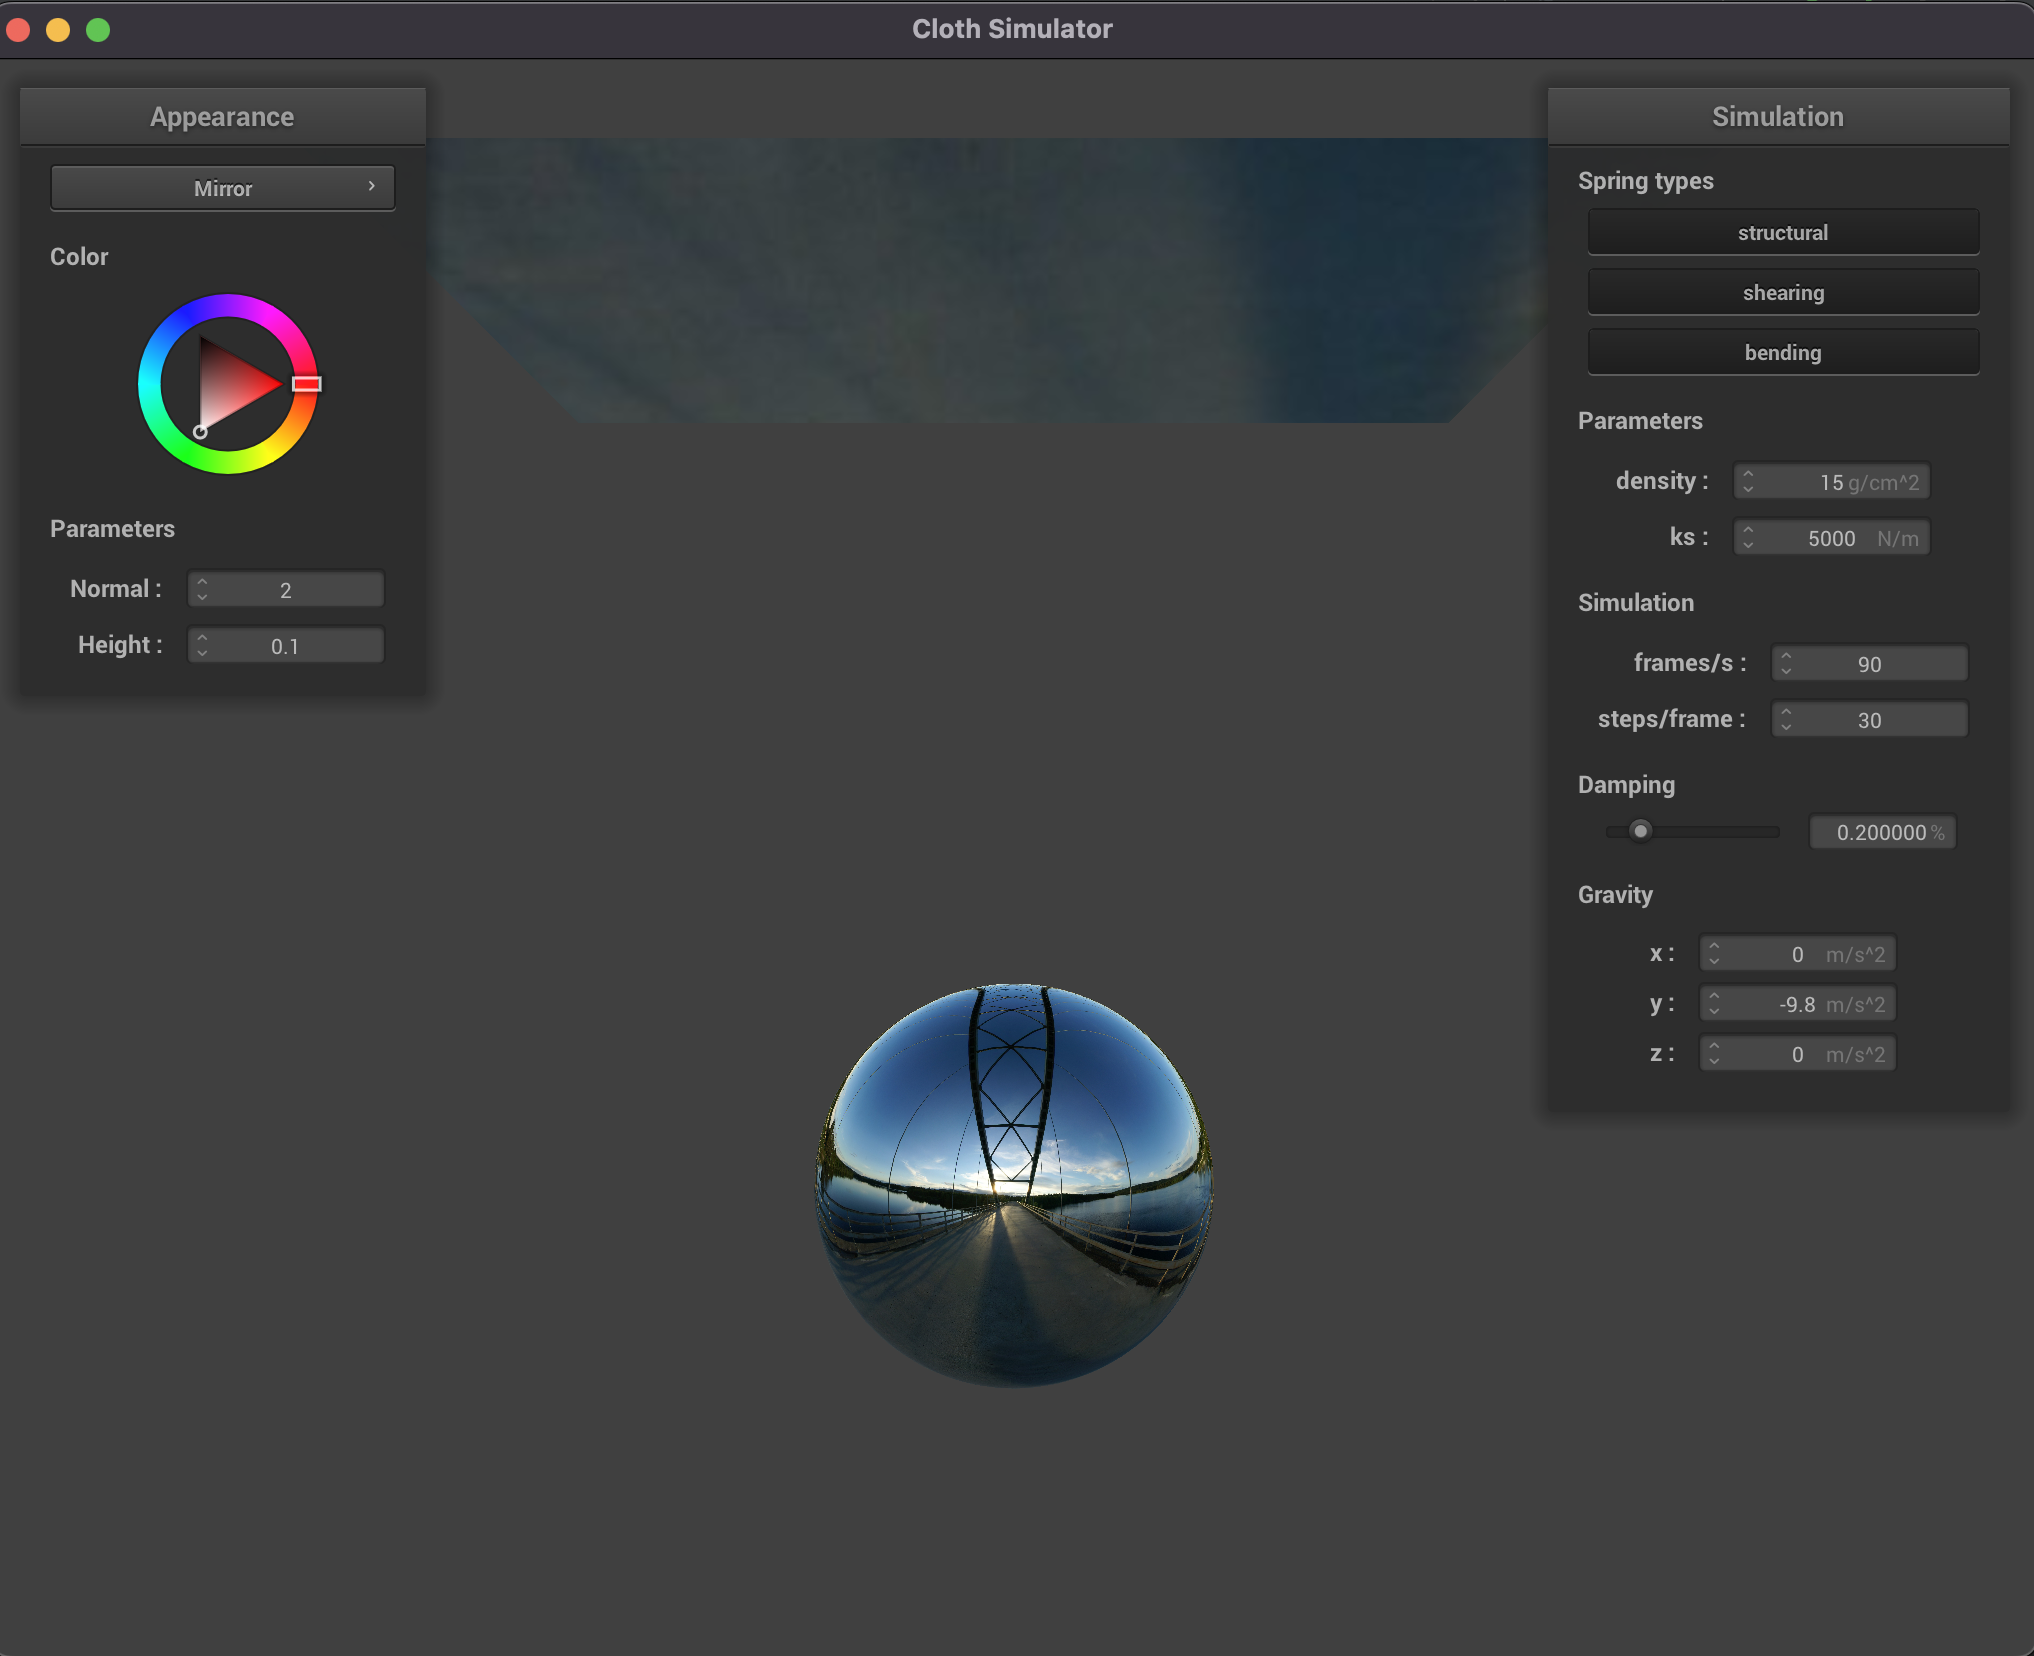 Cloth Simulator
Appearance
Mirror
Color
Parameters
Normal : 2
Height : 0.1
Simulation
Spring types
structural
shearing
bending
Parameters
density : 15 g/cm^2
ks : 5000 N/m
Simulation
frames/s : 90
steps/frame : 30
Damping
0.200000 %
Gravity
x : 0 m/s^2
y : -9.8 m/s^2
z : 0 m/s^2